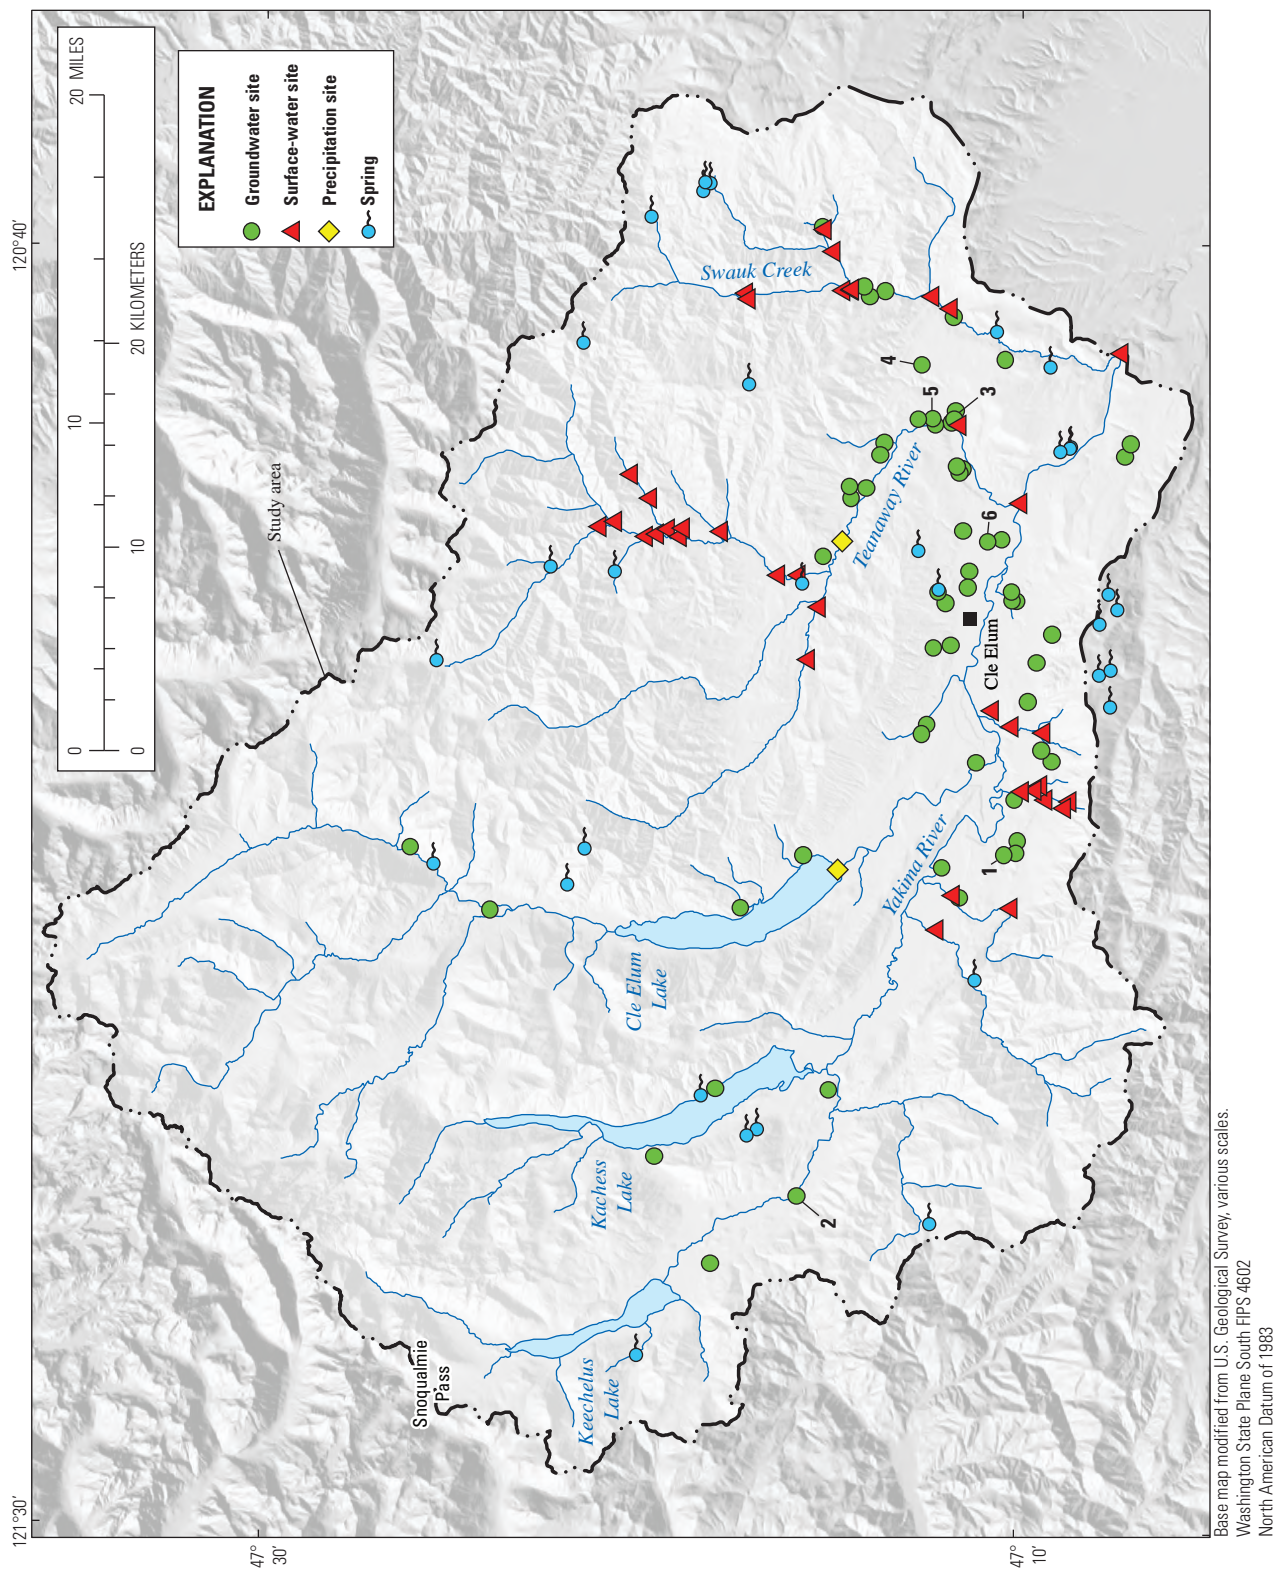 121°30'
120°40'
47°
30'
47°
10'
0
10
20 MILES
0
10
20 KILOMETERS
EXPLANATION
Groundwater site
Surface-water site
Precipitation site
Spring
Study area
Snoqualmie
Pass
Keechelus
Lake
Kachess
Lake
Cle Elum
Lake
Yakima River
Cle Elum
Teanaway River
Swauk Creek
1
2
3
4
5
6
Base map modified from U.S. Geological Survey, various scales.
Washington State Plane South FIPS 4602
North American Datum of 1983